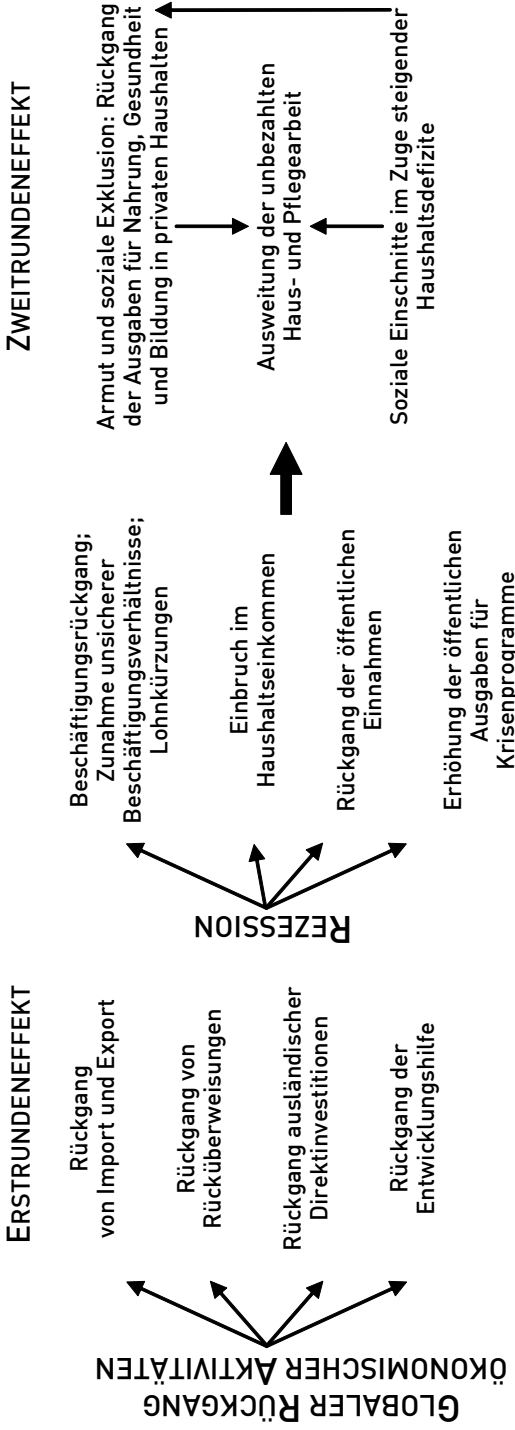 ERSTRUNDENEFFEKT
GLOBALER RÜCKGANG
ÖKONOMISCHER AKTIVITÄTEN
Rückgang
von Import und Export
Rückgang von
Rücküberweisungen
Rückgang ausländischer
Direktinvestitionen
Rückgang der
Entwicklungshilfe
REZESSION
Beschäftigungsrückgang;
Zunahme unsicherer
Beschäftigungsverhältnisse;
Lohnkürzungen
Einbruch im
Haushaltseinkommen
Rückgang der öffentlichen
Einnahmen
Erhöhung der öffentlichen
Ausgaben für
Krisenprogramme
ZWEITRUNDENEFFEKT
Armut und soziale Exklusion: Rückgang
der Ausgaben für Nahrung, Gesundheit
und Bildung in privaten Haushalten
Ausweitung der unbezahlten
Haus- und Pflegearbeit
Soziale Einschnitte im Zuge steigender
Haushaltsdefizite